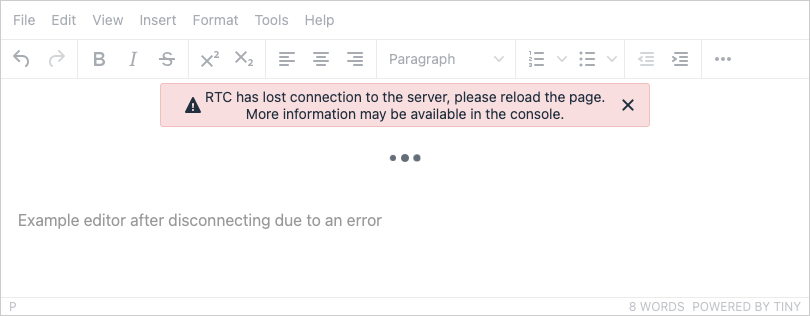 File Edit View Insert Format Tools Help
B I S X² X₂ Paragraph
RTC has lost connection to the server, please reload the page.
More information may be available in the console.
Example editor after disconnecting due to an error
P 8 WORDS POWERED BY TINY